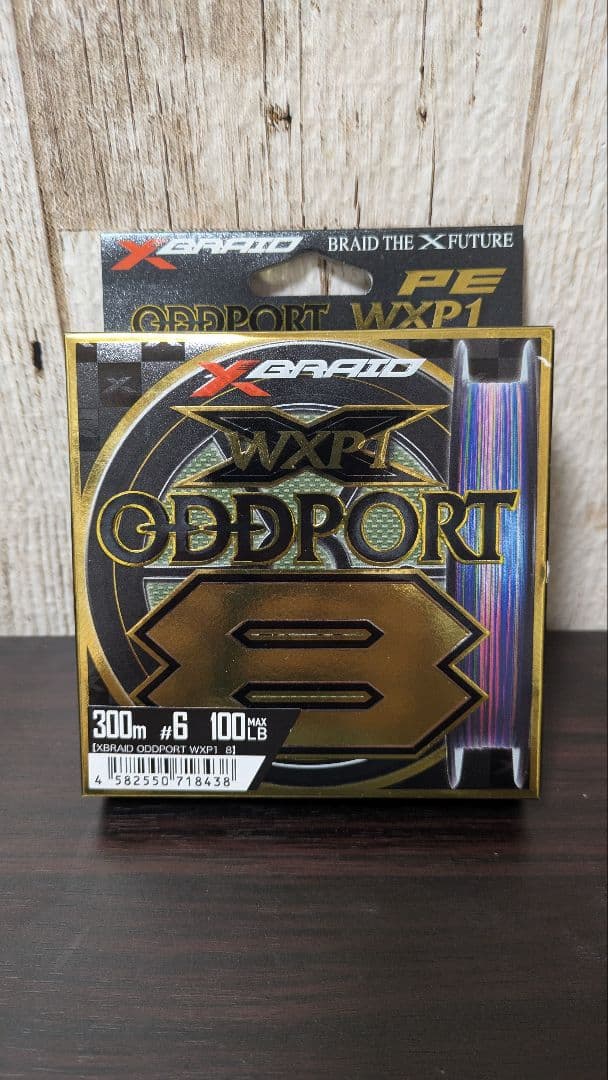 XBRAID BRAID THE X FUTURE
PE
ODDPORT WXP1
XBRAID
WXP1
ODDPORT
8
300m #6 100 MAX LB
【XBRAID ODDPORT WXP1 8】
4 582550 718438